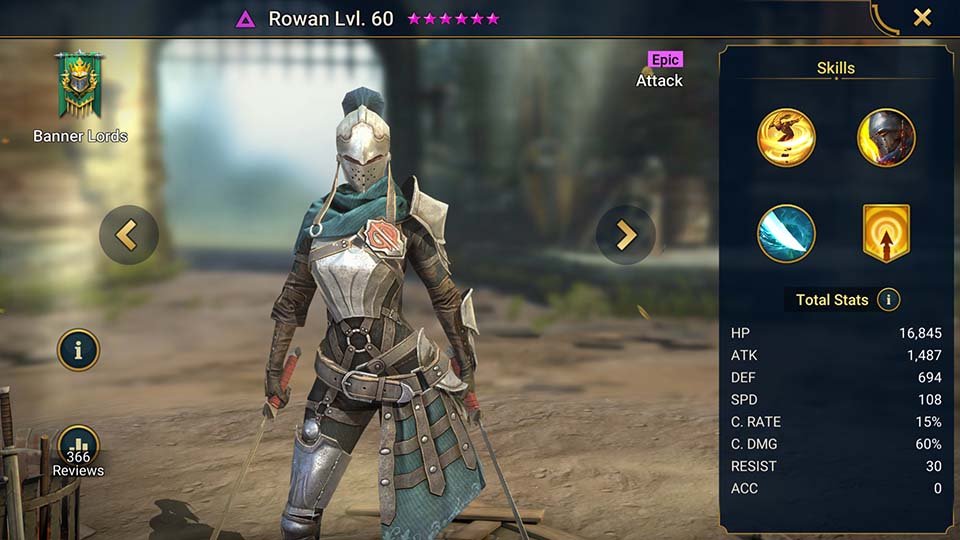 Rowan Lvl. 60
Banner Lords
Epic
Attack
366
Reviews
Skills
Total Stats
HP 16,845
ATK 1,487
DEF 694
SPD 108
C. RATE 15%
C. DMG 60%
RESIST 30
ACC 0